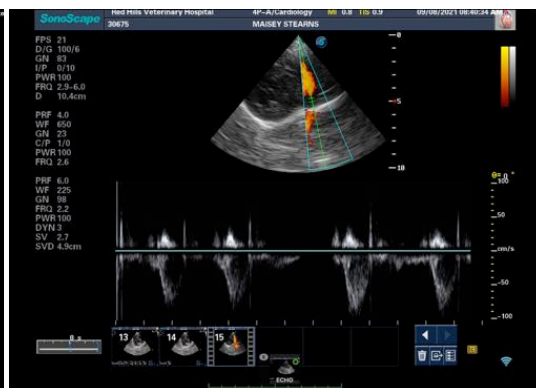 SonoScape
Red Hills Veterinary Hospital 4P-A/Cardiology MI 0.8 TIS 0.9 09/08/2021 08:40:34 AM
30675 MAISEY STEARNS
FPS 21
D/G 100/6
GN 83
I/P 0/10
PWR 100
FRQ 2.9-6.0
D 10.4cm
PRF 4.0
WF 650
GN 23
C/P 1/0
PWR 100
FRQ 2.6
PRF 6.0
WF 225
GN 98
FRQ 2.2
PWR 100
DYN 3
SV 2.7
SVD 4.9cm
0
5
10
θ= 0 °
100
50
cm/s
-50
-100
0 s
13
14
15
ECHO